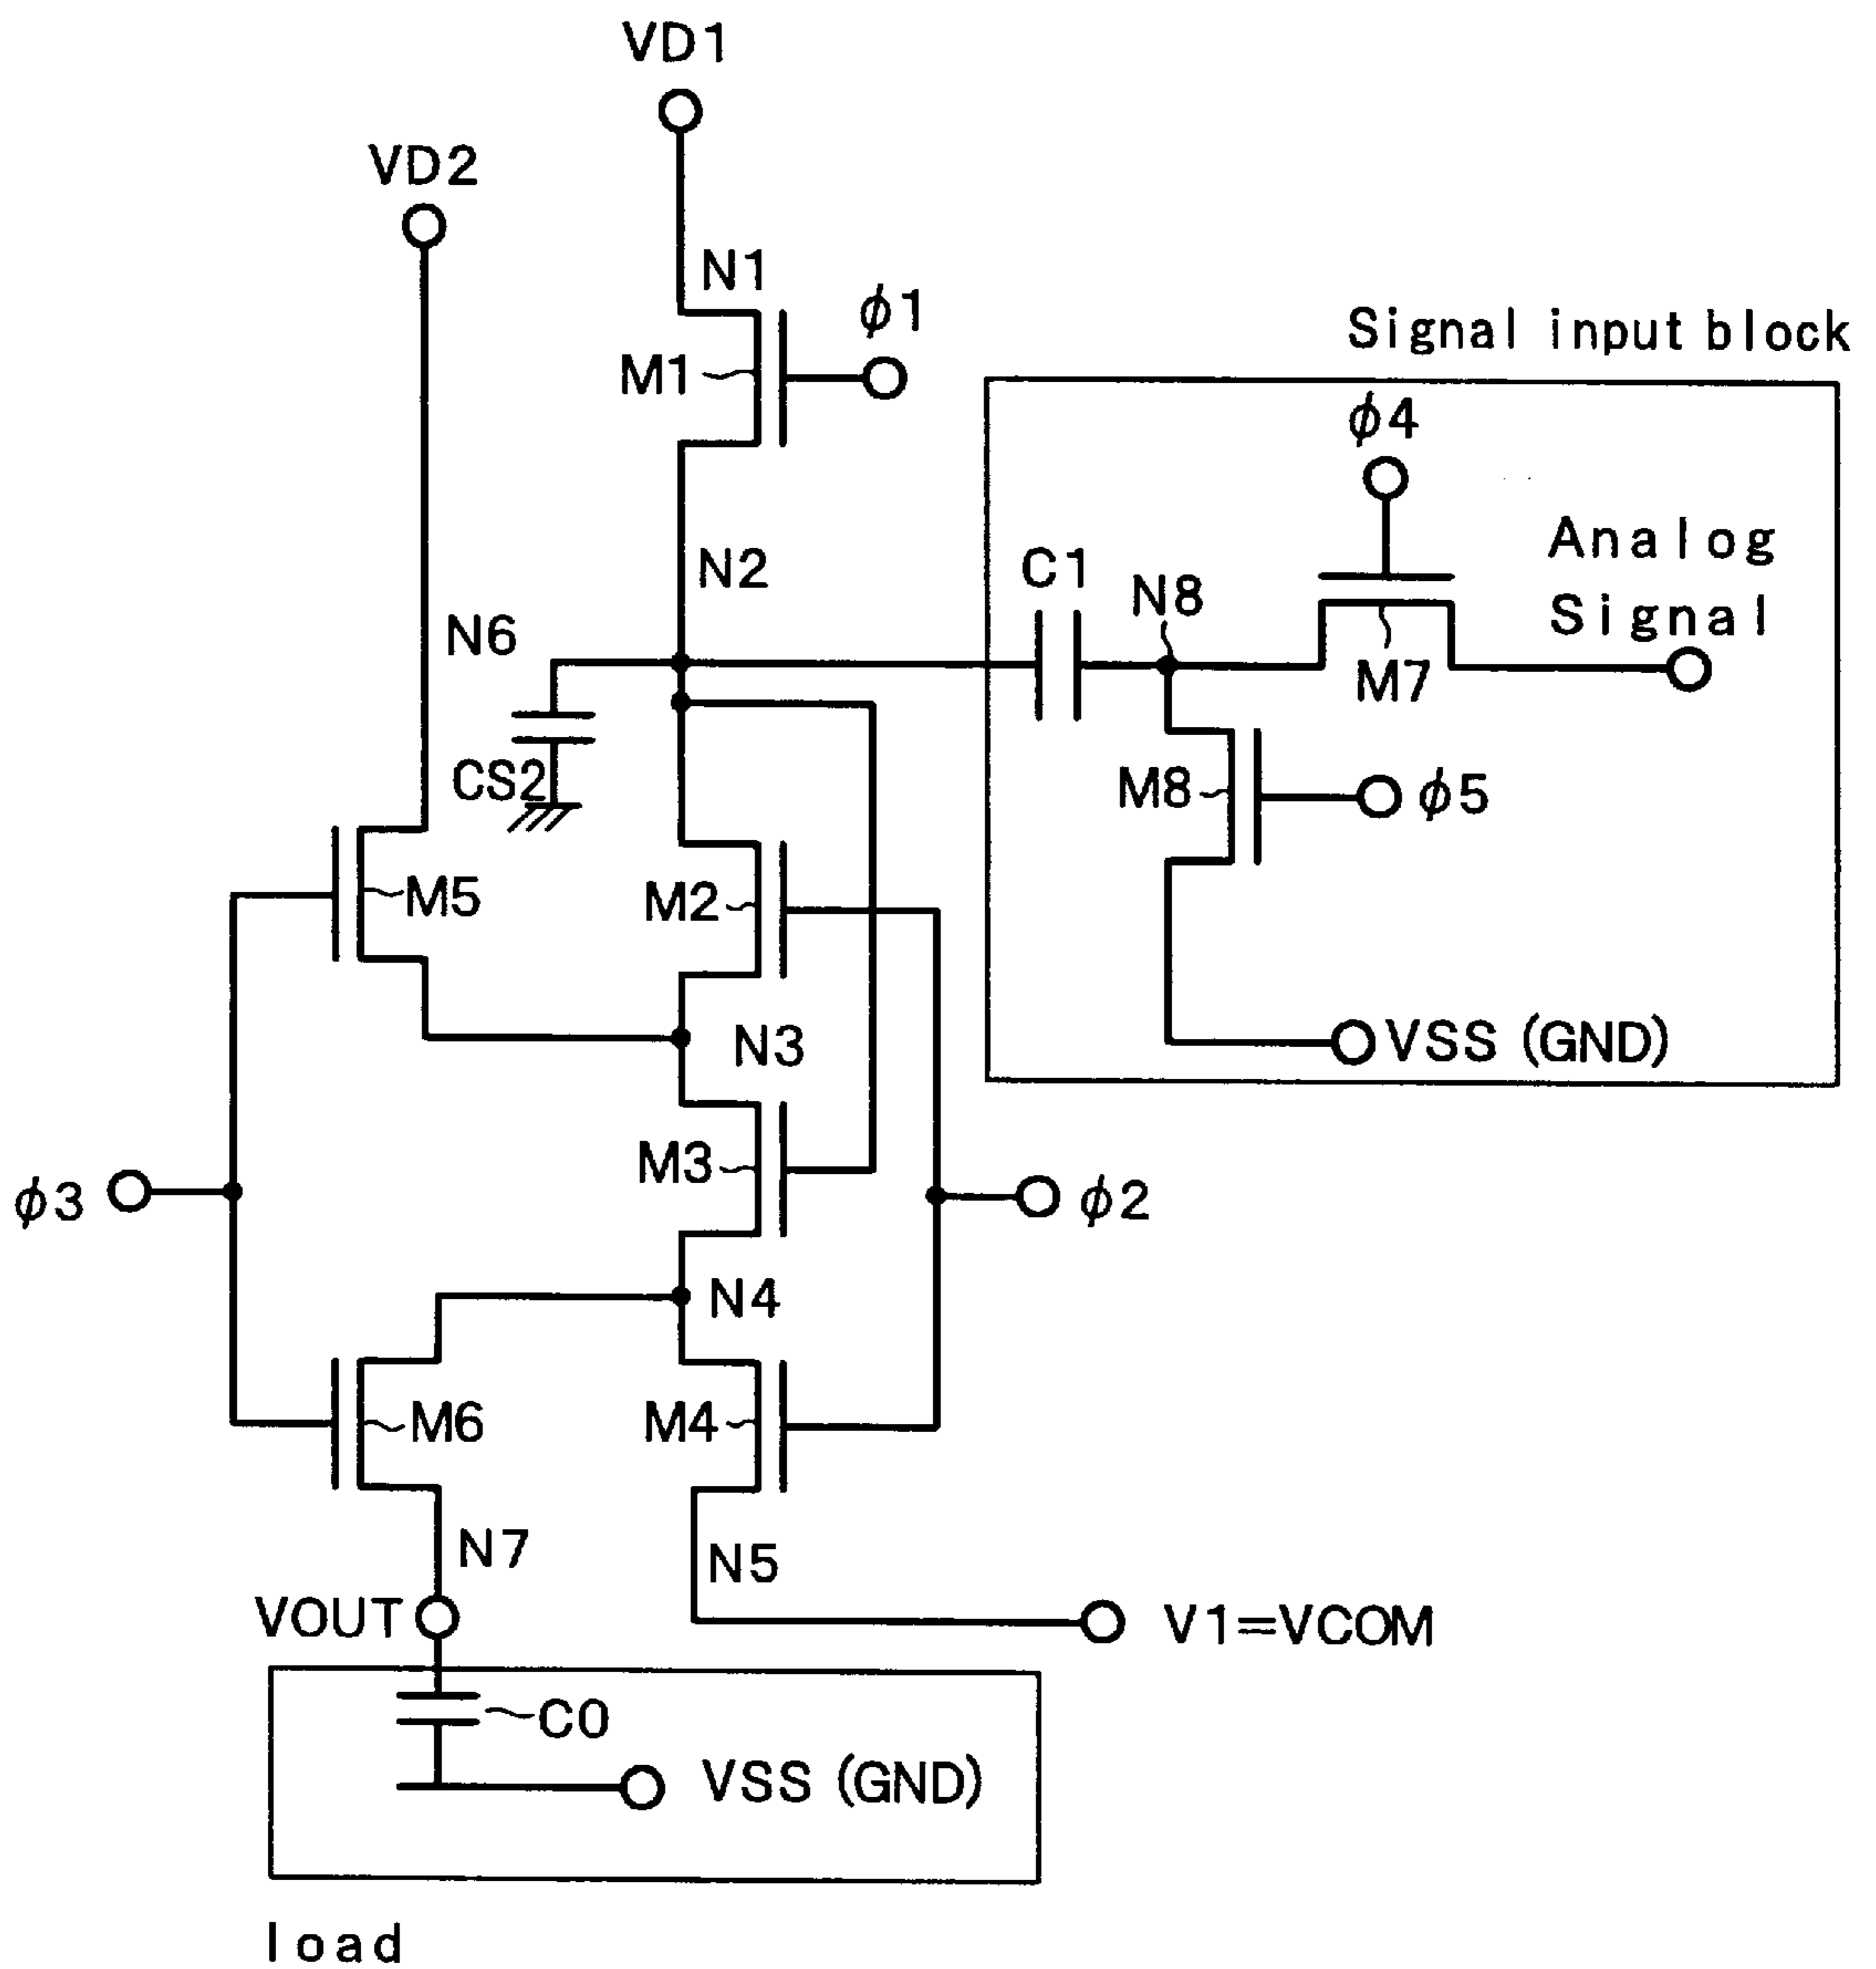 VD1
VD2
N1
ϕ1
M1
Signal input block
ϕ4
Analog
Signal
C1
N8
M7
N2
N6
CS2
M8
ϕ5
M5
M2
VSS (GND)
N3
M3
ϕ3
ϕ2
N4
M6
M4
N7
N5
VOUT
V1=VCOM
C0
VSS (GND)
load